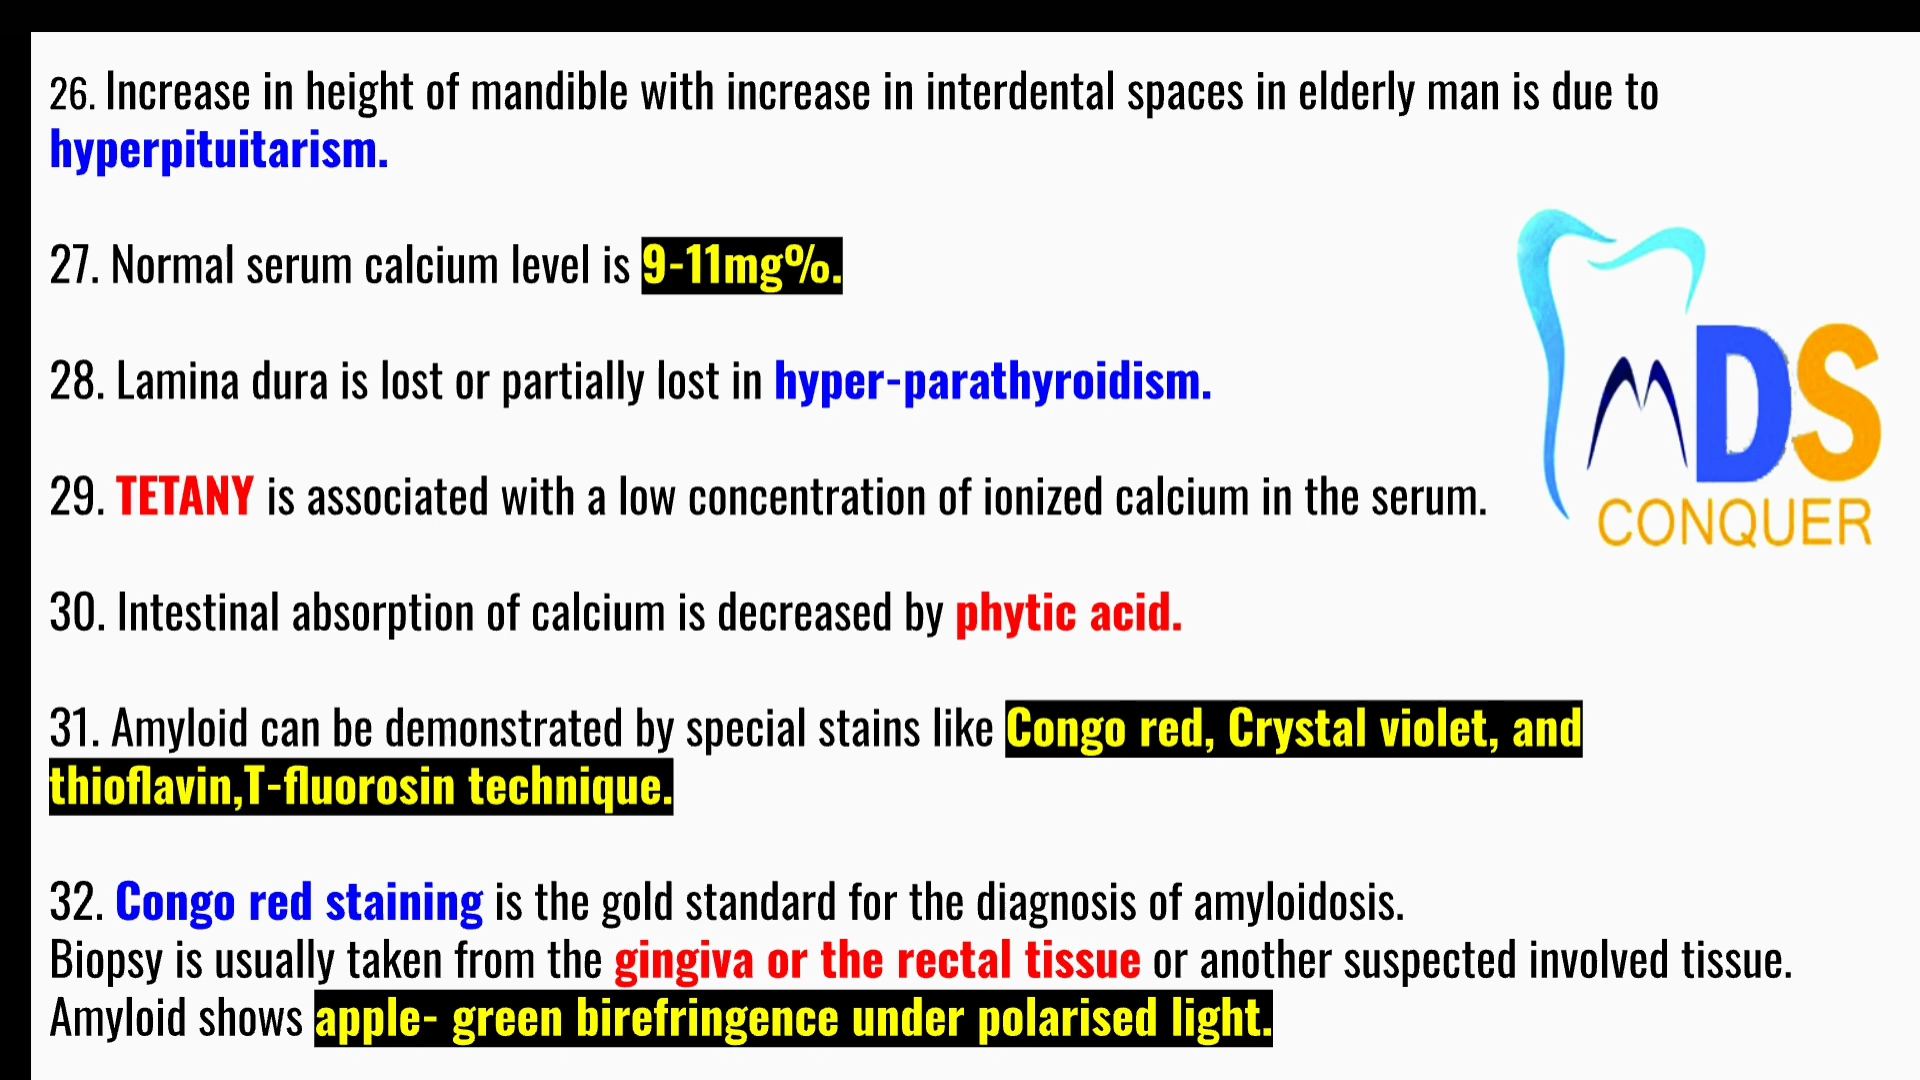 26. Increase in height of mandible with increase in interdental spaces in elderly man is due to
hyperpituitarism.
27. Normal serum calcium level is 9-11mg%.
28. Lamina dura is lost or partially lost in hyper-parathyroidism.
29. TETANY is associated with a low concentration of ionized calcium in the serum.
30. Intestinal absorption of calcium is decreased by phytic acid.
31. Amyloid can be demonstrated by special stains like Congo red, Crystal violet, and
thioflavin,T-fluorosin technique.
32. Congo red staining is the gold standard for the diagnosis of amyloidosis.
Biopsy is usually taken from the gingiva or the rectal tissue or another suspected involved tissue.
Amyloid shows apple- green birefringence under polarised light.
MDS
CONQUER